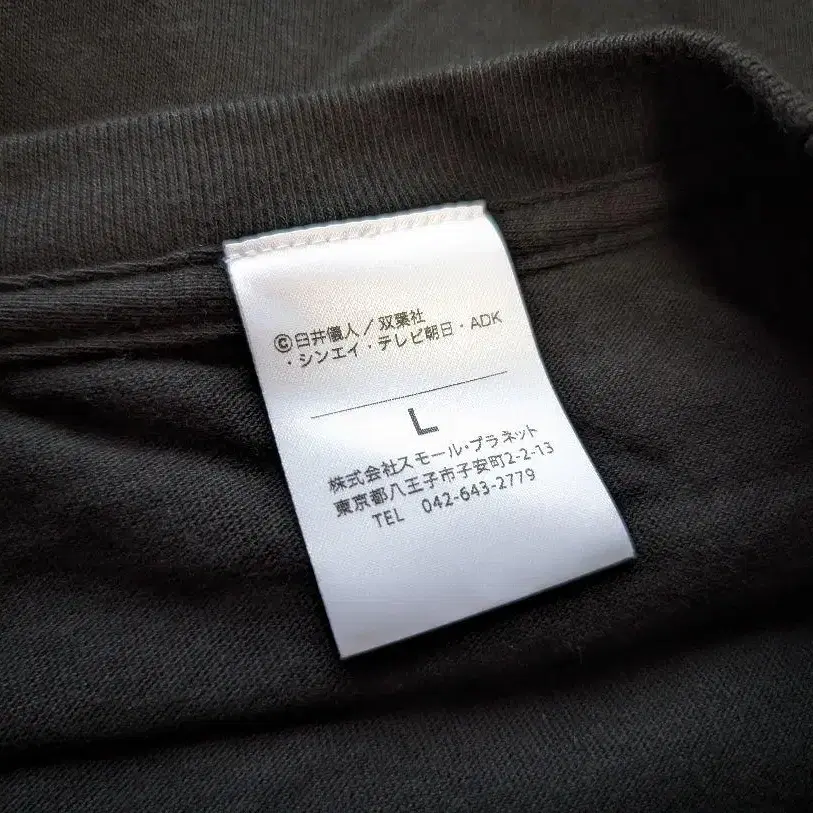 ©臼井儀人/双葉社
・シンエイ・テレビ朝日・ADK
L
株式会社スモール・プラネット
東京都八王子市子安町2-2-13
TEL 042-643-2779